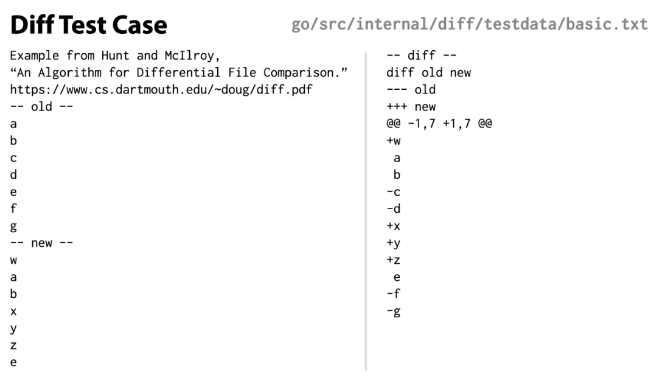 Diff Test Case
go/src/internal/diff/testdata/basic.txt
Example from Hunt and McIlroy,
“An Algorithm for Differential File Comparison.”
https://www.cs.dartmouth.edu/~doug/diff.pdf
-- old --
a
b
c
d
e
f
g
-- new --
w
a
b
x
y
z
e
-- diff --
diff old new
--- old
+++ new
@@ -1,7 +1,7 @@
+w
 a
 b
-c
-d
+x
+y
+z
 e
-f
-g